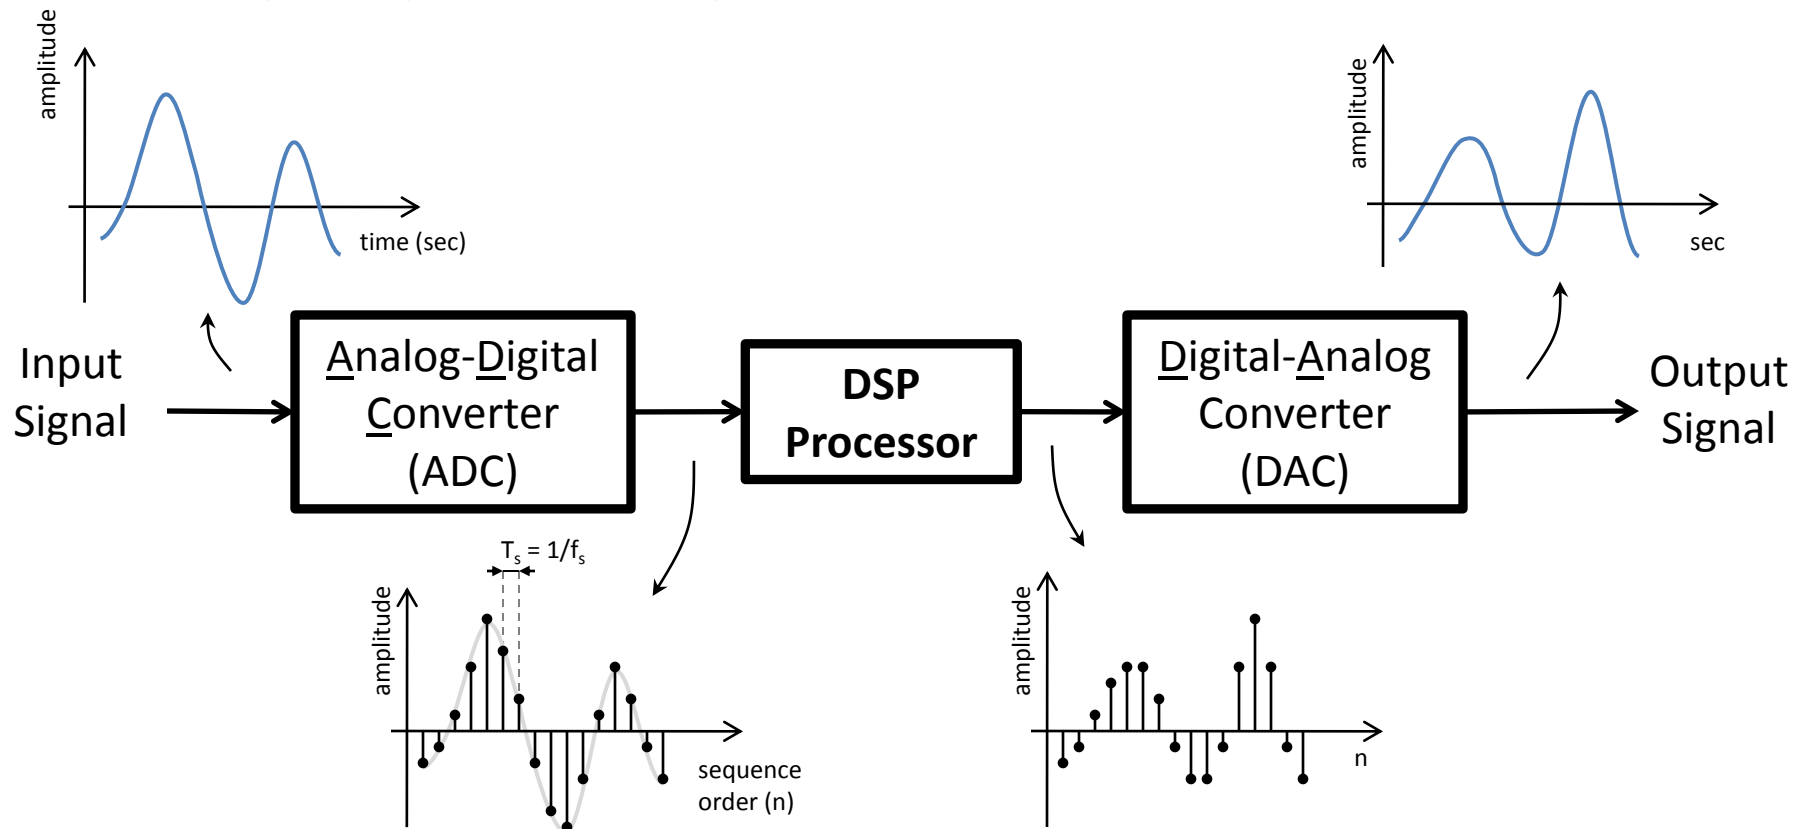 amplitude
time (sec)
amplitude
sec
Input
Signal
Analog-Digital
Converter
(ADC)
DSP
Processor
Digital-Analog
Converter
(DAC)
Output
Signal
Tₛ = 1/fₛ
amplitude
sequence
order (n)
amplitude
n